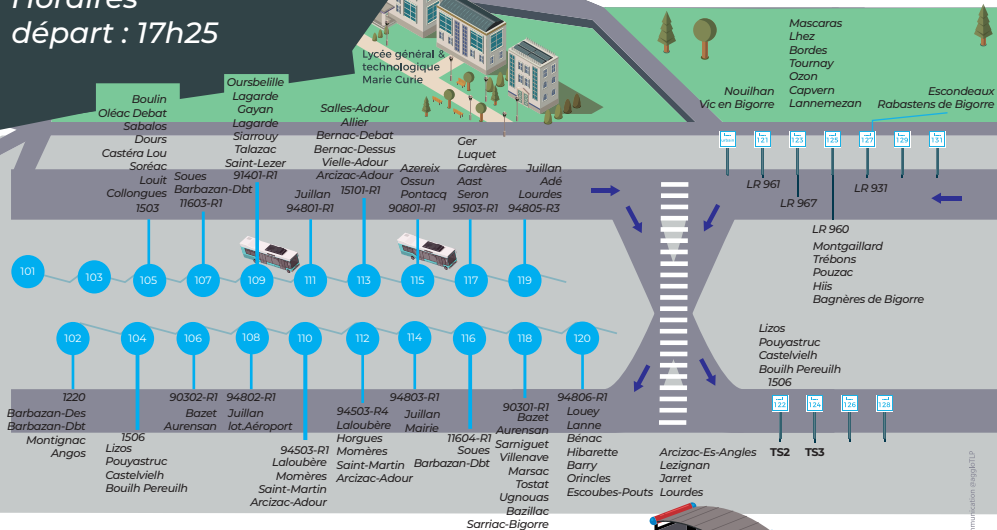 Horaires
départ : 17h25
Lycée général &
technologique
Marie Curie
Boulin
Oléac Debat
Sabalos
Dours
Castéra Lou
Soréac
Louit
Collongues
1503
Soues
Barbazan-Dbt
11603-R1
Oursbelille
Lagarde
Gayan
Lagarde
Siarrouy
Talazac
Saint-Lezer
91401-R1
Juillan
94801-R1
Salles-Adour
Allier
Bernac-Debat
Bernac-Dessus
Vielle-Adour
Arcizac-Adour
15101-R1
Azereix
Ossun
Pontacq
90801-R1
Ger
Luquet
Gardères
Aast
Seron
95103-R1
Juillan
Adé
Lourdes
94805-R3
Nouilhan
Vic en Bigorre
Mascaras
Lhez
Bordes
Tournay
Ozon
Capvern
Lannemezan
Escondeaux
Rabastens de Bigorre
121
123
125
127
129
131
LR 961
LR 967
LR 931
LR 960
Montgaillard
Trébons
Pouzac
Hiis
Bagnères de Bigorre
101
103
105
107
109
111
113
115
117
119
102
104
106
108
110
112
114
116
118
120
1220
Barbazan-Des
Barbazan-Dbt
Montignac
Angos
1506
Lizos
Pouyastruc
Castelvielh
Bouilh Pereuilh
90302-R1
Bazet
Aurensan
94802-R1
Juillan
lot.Aéroport
94503-R1
Laloubère
Momères
Saint-Martin
Arcizac-Adour
94503-R4
Laloubère
Horgues
Momères
Saint-Martin
Arcizac-Adour
94803-R1
Juillan
Mairie
11604-R1
Soues
Barbazan-Dbt
90301-R1
Bazet
Aurensan
Sarniguet
Villenave
Marsac
Tostat
Ugnouas
Bazillac
Sarriac-Bigorre
94806-R1
Louey
Lanne
Bénac
Hibarette
Barry
Orincles
Escoubes-Pouts
Arcizac-Es-Angles
Lezignan
Jarret
Lourdes
Lizos
Pouyastruc
Castelvielh
Bouilh Pereuilh
1506
122
124
126
128
TS2
TS3